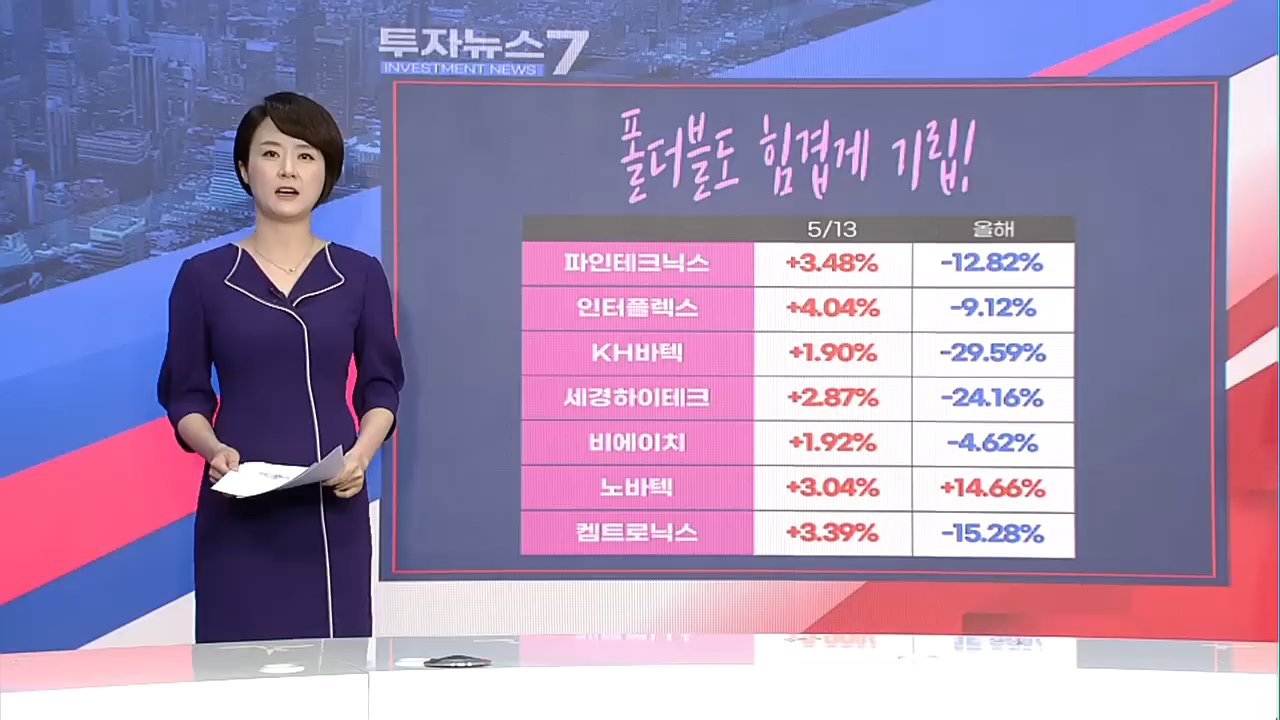 투자뉴스7
INVESTMENT NEWS
폴더블도 힘겹게 기립!
5/13 올해
파인테크닉스 +3.48% -12.82%
인터플렉스 +4.04% -9.12%
KH바텍 +1.90% -29.59%
세경하이테크 +2.87% -24.16%
비에이치 +1.92% -4.62%
노바텍 +3.04% +14.66%
켐트로닉스 +3.39% -15.28%